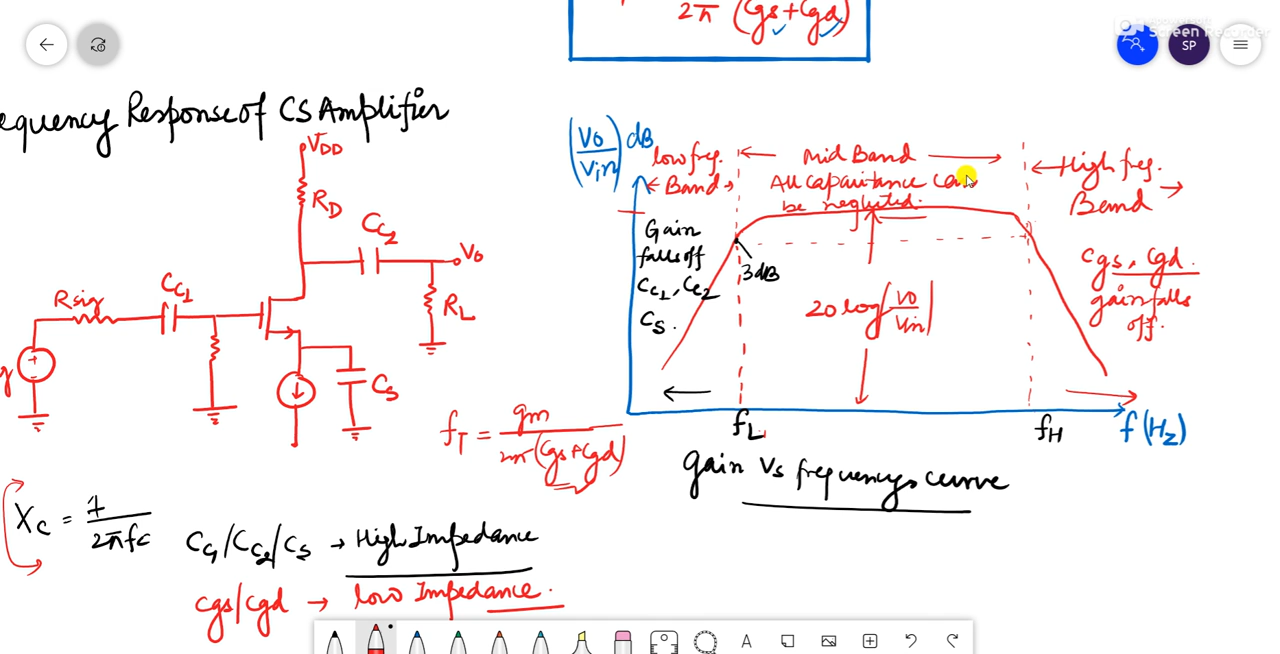 2π (Cgs+Cgd)
Screen Recorder
SP
equency Response of CS Amplifier
VDD
RD
CC2
Vo
RL
CC1
Rsig
CS
fT = gm
2π(Cgs+Cgd)
XC = 1
2πfC
CC1/CC2/CS → High Impedance
Cgs/Cgd → low Impedance.
(Vo
Vin) dB
low freq.
Band
Mid Band
All capacitance can
be neglected.
High freq.
Band
Gain
falls off
CC1, CC2
CS.
3dB
20 log |Vo
Vin|
Cgs, Cgd.
gain falls
off.
fL
fH
f (Hz)
gain Vs frequency curve
A